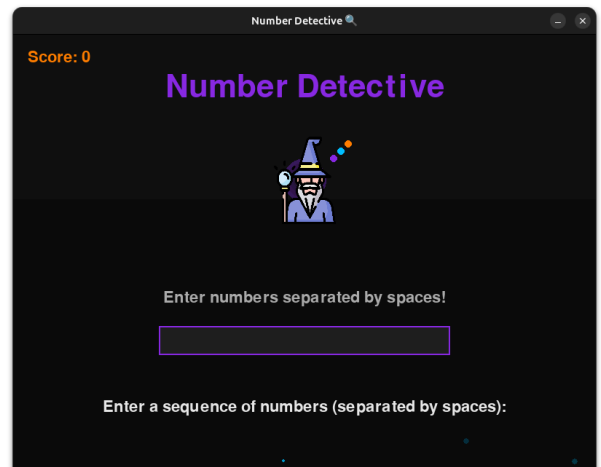 Number Detective🔍
Score: 0
Number Detective
Enter numbers separated by spaces!
Enter a sequence of numbers (separated by spaces):